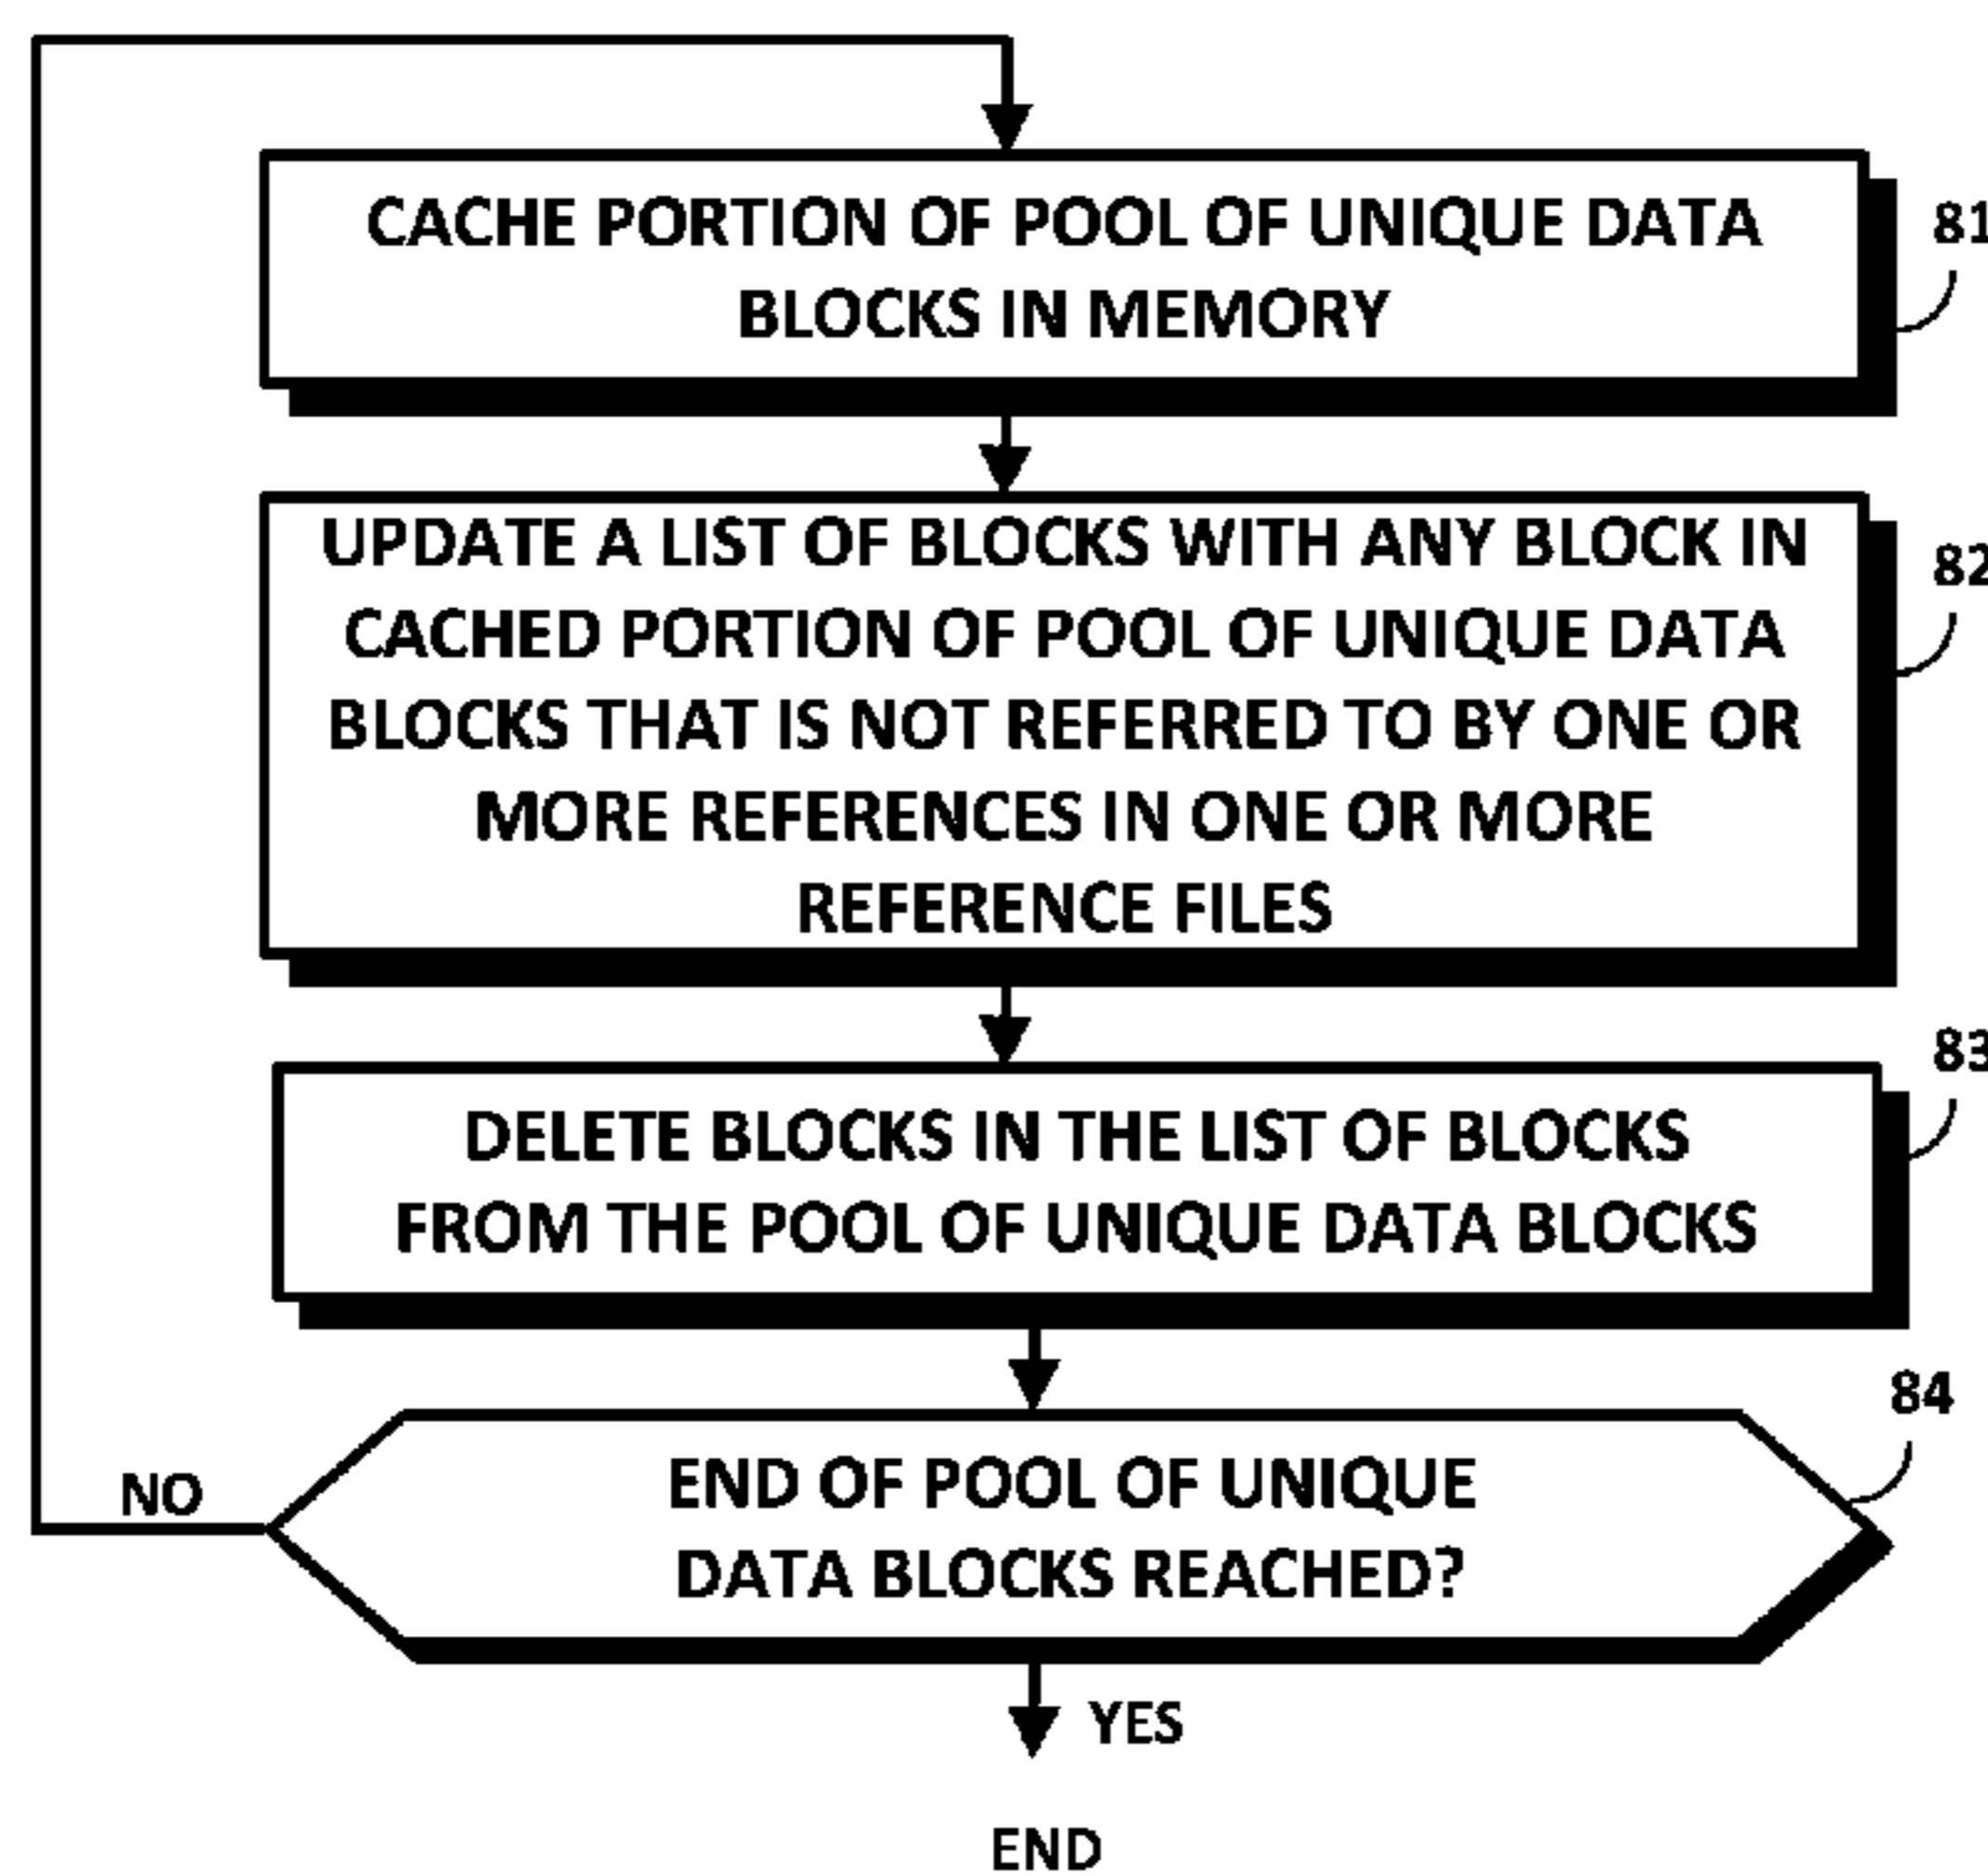 CACHE PORTION OF POOL OF UNIQUE DATA
BLOCKS IN MEMORY
81
UPDATE A LIST OF BLOCKS WITH ANY BLOCK IN
CACHED PORTION OF POOL OF UNIQUE DATA
BLOCKS THAT IS NOT REFERRED TO BY ONE OR
MORE REFERENCES IN ONE OR MORE
REFERENCE FILES
82
DELETE BLOCKS IN THE LIST OF BLOCKS
FROM THE POOL OF UNIQUE DATA BLOCKS
83
END OF POOL OF UNIQUE
DATA BLOCKS REACHED?
84
NO
YES
END